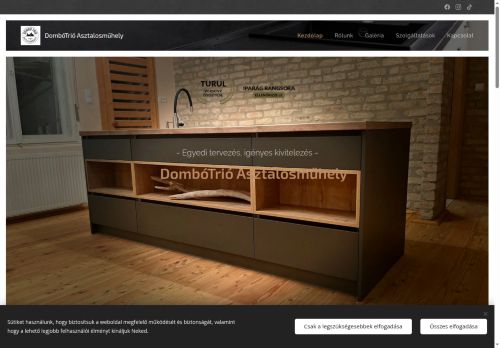 DombóTrió Asztalosműhely
Kezdőlap Rólunk Galéria Szolgáltatások Kapcsolat
TURUL
IPARÁG RANGSORA
– Egyedi tervezés, igényes kivitelezés –
DombóTrió Asztalosműhely
Sütiket használunk, hogy biztosítsuk a weboldal megfelelő működését és biztonságát, valamint
hogy a lehető legjobb felhasználói élményt kínáljuk Neked.
Csak a legszükségesebbek elfogadása
Összes elfogadása